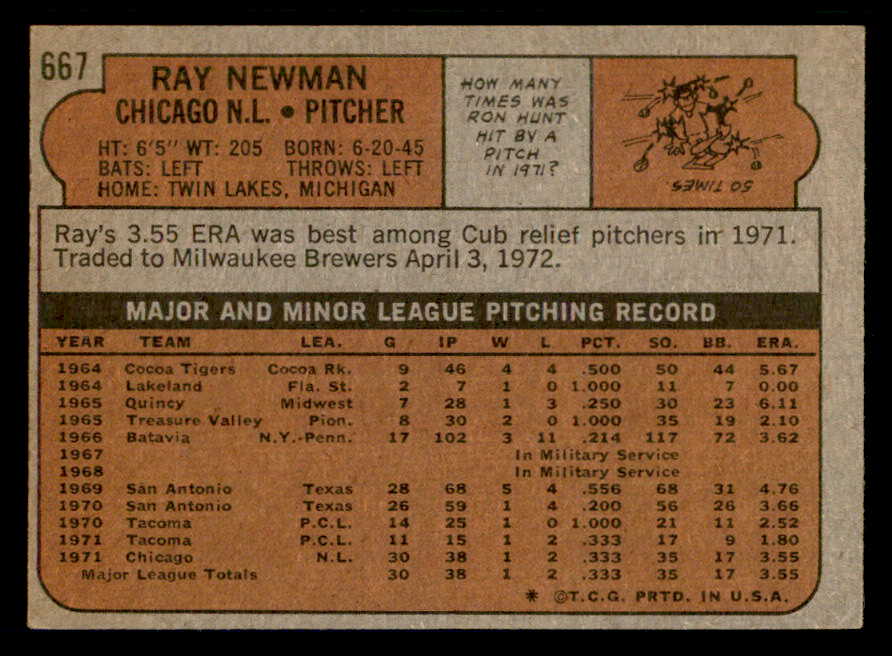 667
RAY NEWMAN
CHICAGO N.L. • PITCHER
HT: 6'5" WT: 205 BORN: 6-20-45
BATS: LEFT THROWS: LEFT
HOME: TWIN LAKES, MICHIGAN
HOW MANY
TIMES WAS
RON HUNT
HIT BY A
PITCH
IN 1971?
50 TIMES
Ray's 3.55 ERA was best among Cub relief pitchers in 1971.
Traded to Milwaukee Brewers April 3, 1972.
MAJOR AND MINOR LEAGUE PITCHING RECORD
YEAR TEAM LEA. G IP W L PCT. SO. BB. ERA.
1964 Cocoa Tigers Cocoa Rk. 9 46 4 4 .500 50 44 5.67
1964 Lakeland Fla. St. 2 7 1 0 1.000 11 7 0.00
1965 Quincy Midwest 7 28 1 3 .250 30 23 6.11
1965 Treasure Valley Pion. 8 30 2 0 1.000 35 19 2.10
1966 Batavia N.Y.-Penn. 17 102 3 11 .214 117 72 3.62
1967 In Military Service
1968 In Military Service
1969 San Antonio Texas 28 68 5 4 .556 68 31 4.76
1970 San Antonio Texas 26 59 1 4 .200 56 26 3.66
1970 Tacoma P.C.L. 14 25 1 0 1.000 21 11 2.52
1971 Tacoma P.C.L. 11 15 1 2 .333 17 9 1.80
1971 Chicago N.L. 30 38 1 2 .333 35 17 3.55
Major League Totals 30 38 1 2 .333 35 17 3.55
* ©T.C.G. PRTD. IN U.S.A.